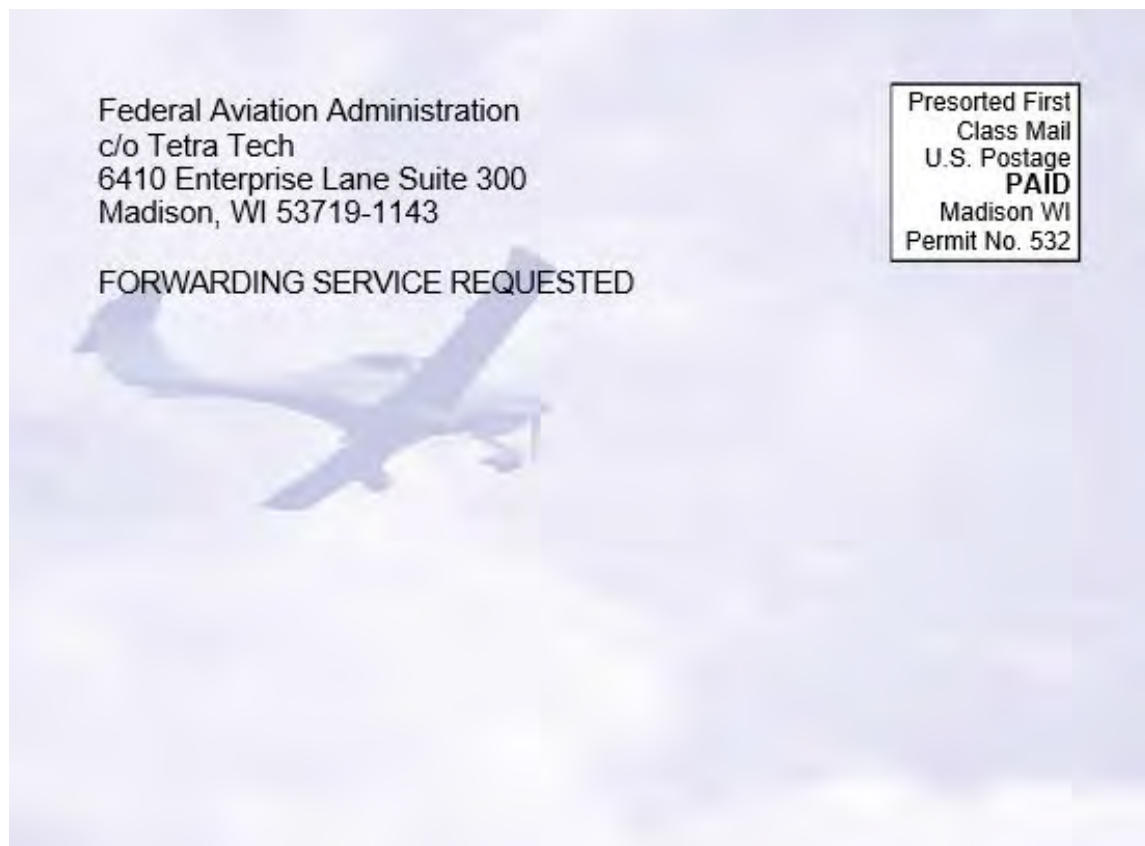 Federal Aviation Administration
c/o Tetra Tech
6410 Enterprise Lane Suite 300
Madison, WI 53719-1143
FORWARDING SERVICE REQUESTED
Presorted First
Class Mail
U.S. Postage
PAID
Madison WI
Permit No. 532